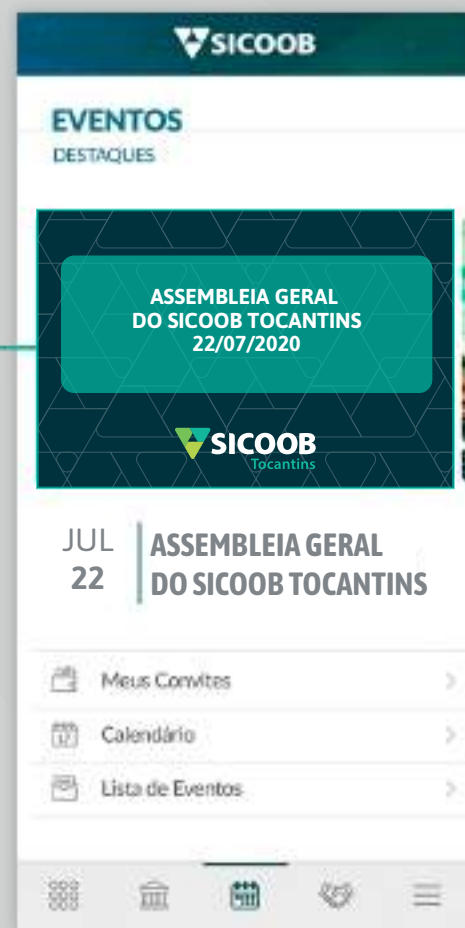 SICOOB
EVENTOS
DESTAQUES
ASSEMBLEIA GERAL
DO SICOOB TOCANTINS
22/07/2020
SICOOB
Tocantins
JUL
22
ASSEMBLEIA GERAL
DO SICOOB TOCANTINS
Meus Convites
17
Calendário
Lista de Eventos